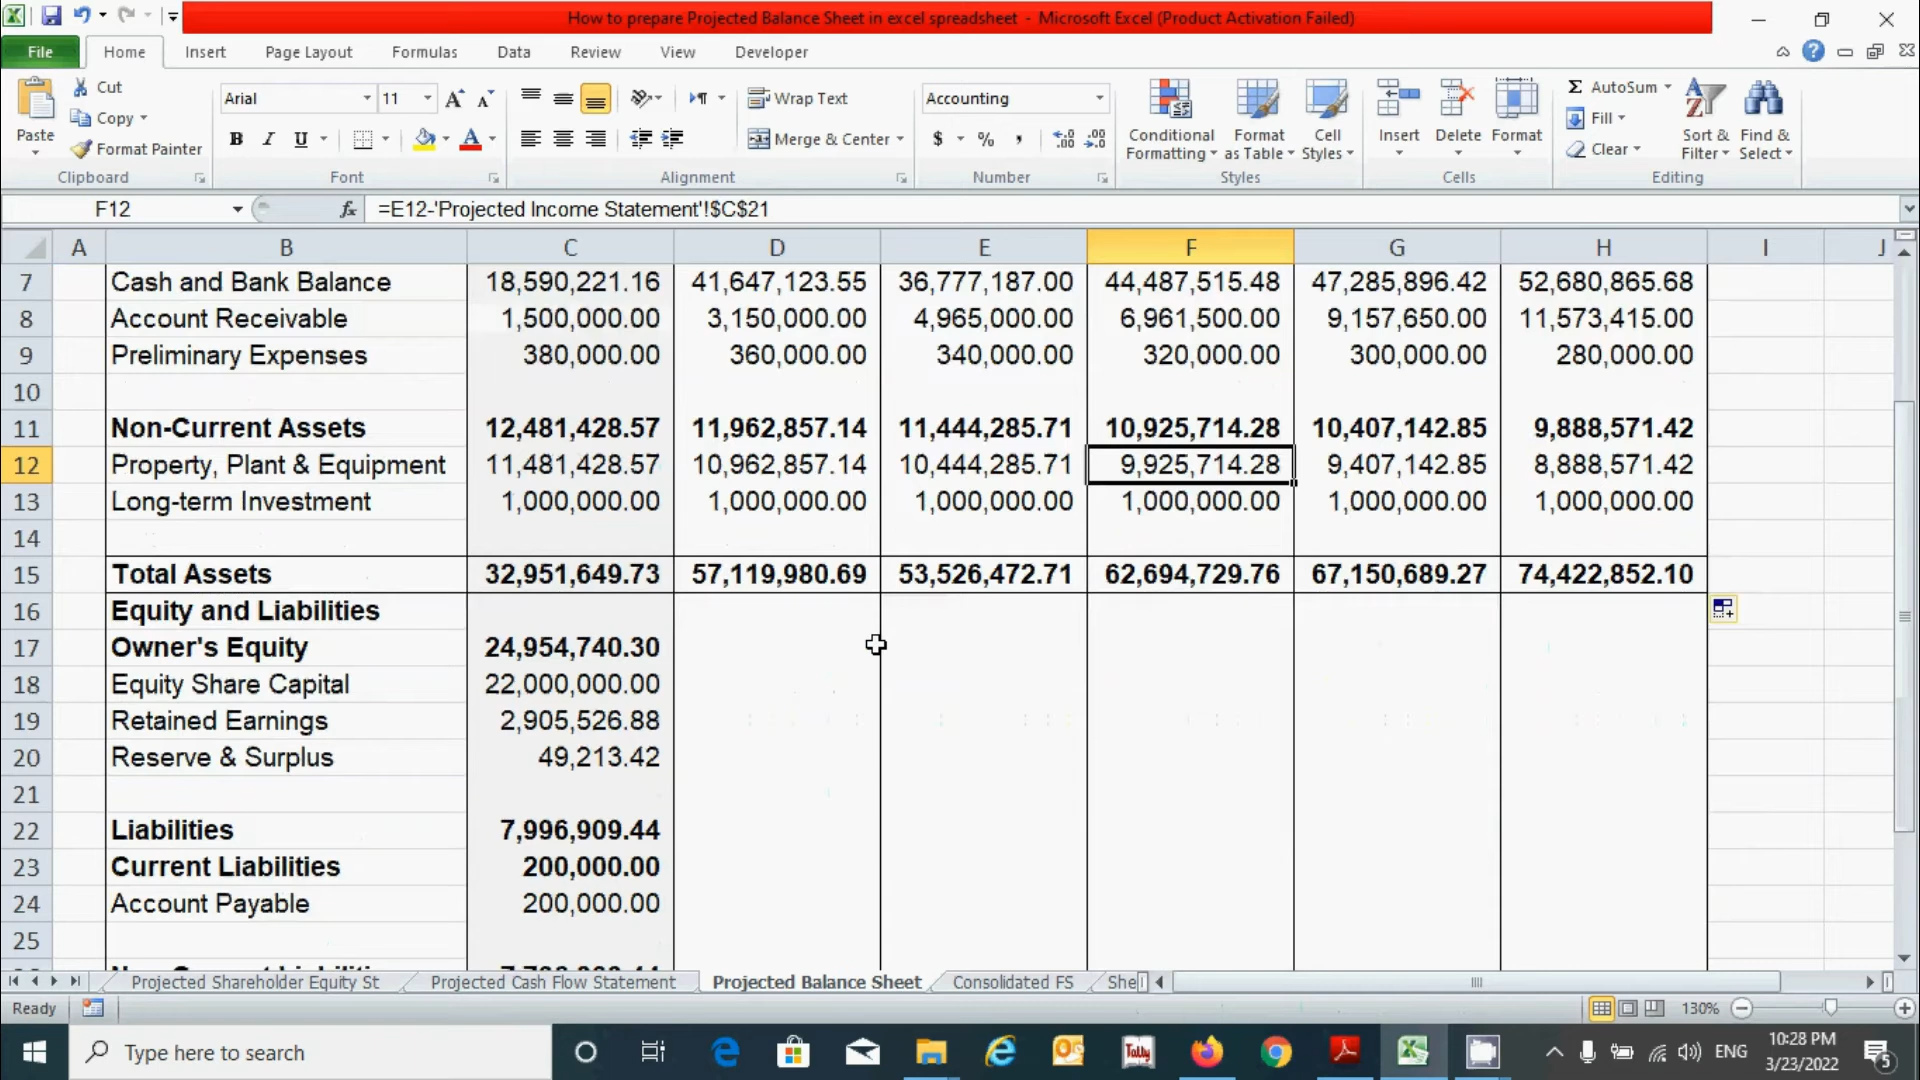 How to prepare Projected Balance Sheet in excel spreadsheet - Microsoft Excel (Product Activation Failed)
File Home Insert Page Layout Formulas Data Review View Developer
Paste Cut Copy Format Painter Clipboard
Arial 11 B I U Font
Wrap Text Merge & Center Alignment
Accounting $ % , Number
Conditional Formatting Format as Table Cell Styles Styles
Insert Delete Format Cells
Σ AutoSum Fill Clear Sort & Filter Find & Select Editing
F12 fx =E12-'Projected Income Statement'!$C$21
A B C D E F G H I J
7 Cash and Bank Balance 18,590,221.16 41,647,123.55 36,777,187.00 44,487,515.48 47,285,896.42 52,680,865.68
8 Account Receivable 1,500,000.00 3,150,000.00 4,965,000.00 6,961,500.00 9,157,650.00 11,573,415.00
9 Preliminary Expenses 380,000.00 360,000.00 340,000.00 320,000.00 300,000.00 280,000.00
10
11 Non-Current Assets 12,481,428.57 11,962,857.14 11,444,285.71 10,925,714.28 10,407,142.85 9,888,571.42
12 Property, Plant & Equipment 11,481,428.57 10,962,857.14 10,444,285.71 9,925,714.28 9,407,142.85 8,888,571.42
13 Long-term Investment 1,000,000.00 1,000,000.00 1,000,000.00 1,000,000.00 1,000,000.00 1,000,000.00
14
15 Total Assets 32,951,649.73 57,119,980.69 53,526,472.71 62,694,729.76 67,150,689.27 74,422,852.10
16 Equity and Liabilities
17 Owner's Equity 24,954,740.30
18 Equity Share Capital 22,000,000.00
19 Retained Earnings 2,905,526.88
20 Reserve & Surplus 49,213.42
21
22 Liabilities 7,996,909.44
23 Current Liabilities 200,000.00
24 Account Payable 200,000.00
25
Projected Shareholder Equity St Projected Cash Flow Statement Projected Balance Sheet Consolidated FS She
Ready 130%
Type here to search Tally ENG 10:28 PM
3/23/2022 5